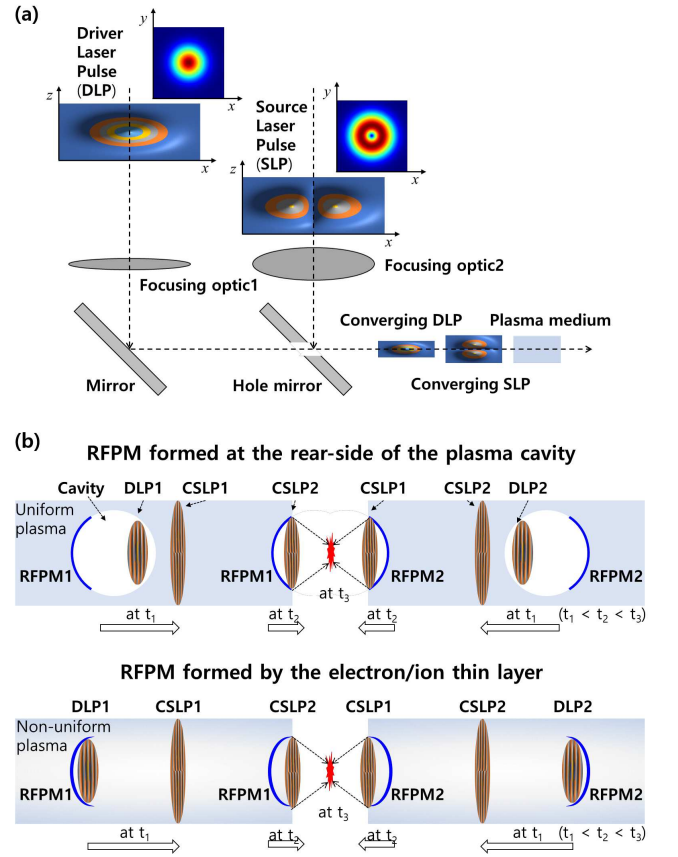 (a)
Driver
Laser
Pulse
(DLP)
y
x
z
x
Source
Laser
Pulse
(SLP)
y
x
z
x
Focusing optic1
Focusing optic2
Converging DLP
Plasma medium
Mirror
Hole mirror
Converging SLP
(b)
RFPM formed at the rear-side of the plasma cavity
Cavity DLP1 CSLP1 CSLP2 CSLP1 CSLP2 DLP2
Uniform
plasma
RFPM1 RFPM1 RFPM2 RFPM2
at t3
at t1 at t2 at t2 at t1 (t1 < t2 < t3)
RFPM formed by the electron/ion thin layer
DLP1 CSLP1 CSLP2 CSLP1 CSLP2 DLP2
Non-uniform
plasma
RFPM1 RFPM1 RFPM2 RFPM2
at t3
at t1 at t2 at t2 at t1 (t1 < t2 < t3)